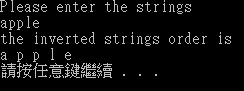 Please enter the strings
apple
the inverted strings order is
a p p l e
請按任意鍵繼續 . . .